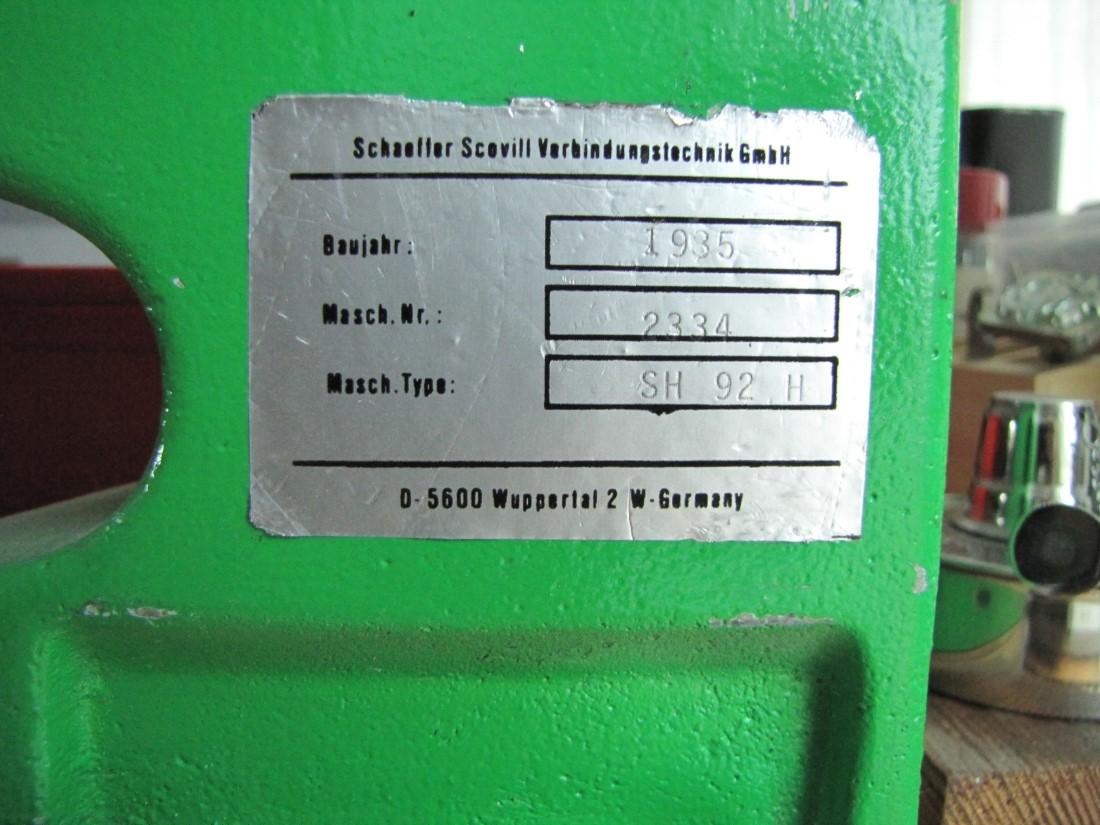 Schaeffer Scovill Verbindungstechnik GmbH
Baujahr: 1935
Masch.Nr.: 2334
Masch.Type: SH 92 H
D-5600 Wuppertal 2 W-Germany